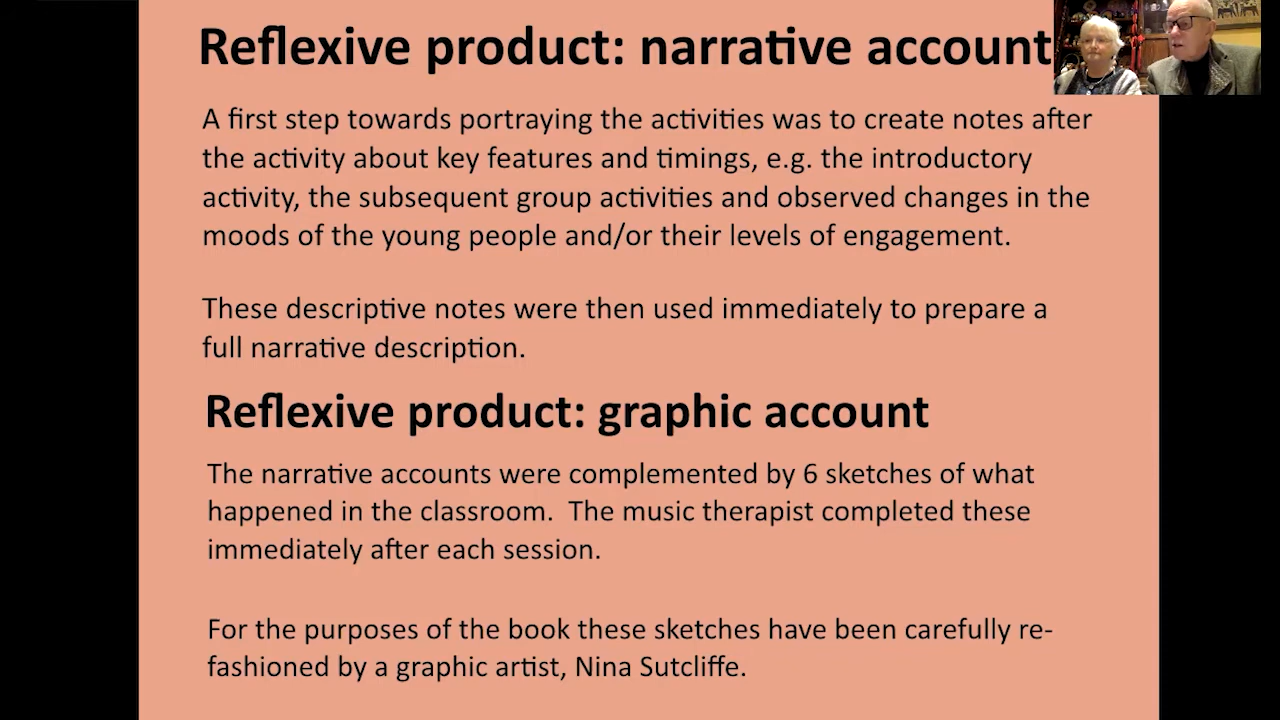 Reflexive product: narrative account
A first step towards portraying the activities was to create notes after
the activity about key features and timings, e.g. the introductory
activity, the subsequent group activities and observed changes in the
moods of the young people and/or their levels of engagement.
These descriptive notes were then used immediately to prepare a
full narrative description.
Reflexive product: graphic account
The narrative accounts were complemented by 6 sketches of what
happened in the classroom.  The music therapist completed these
immediately after each session.
For the purposes of the book these sketches have been carefully re-
fashioned by a graphic artist, Nina Sutcliffe.